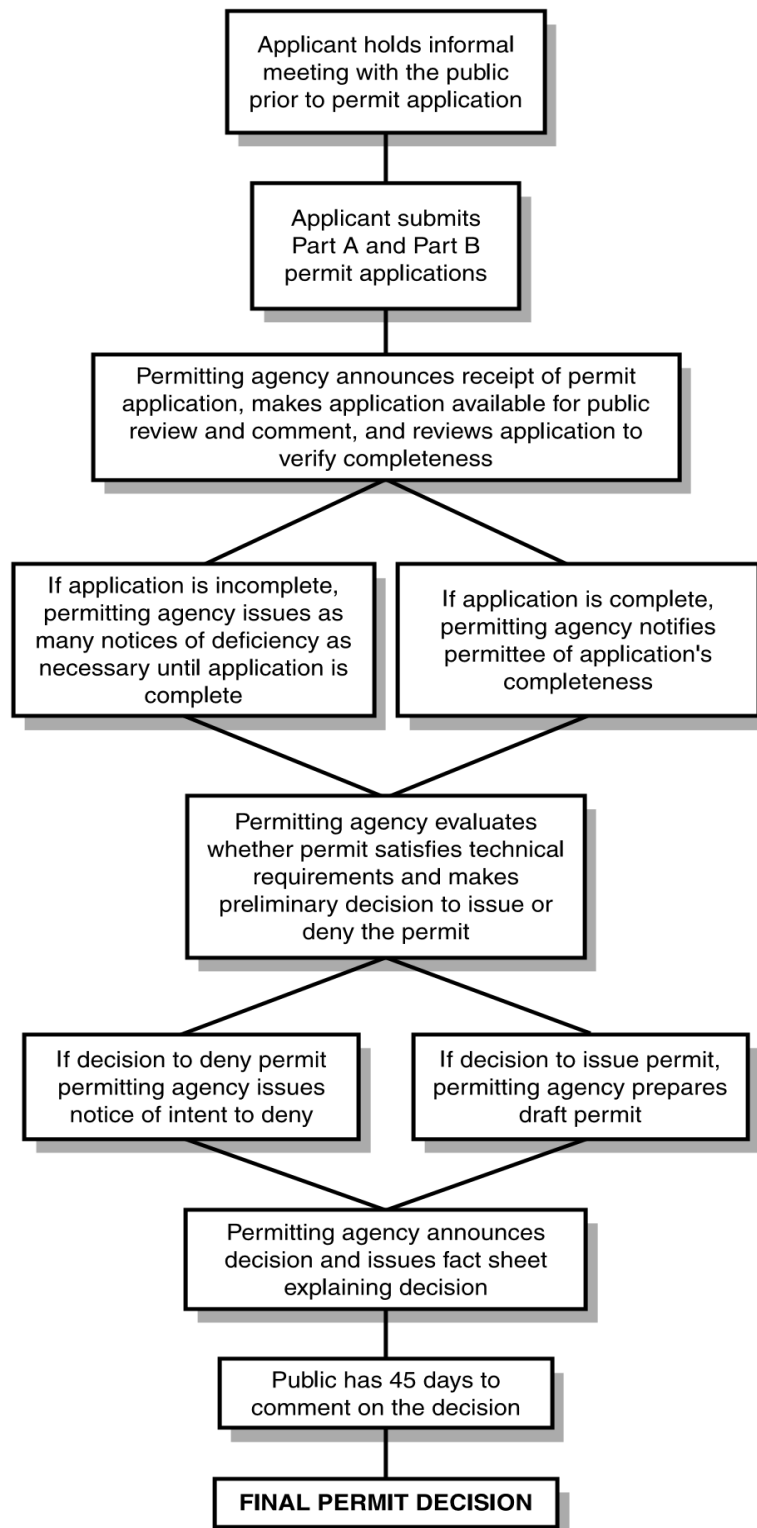 Applicant holds informal
meeting with the public
prior to permit application
Applicant submits
Part A and Part B
permit applications
Permitting agency announces receipt of permit
application, makes application available for public
review and comment, and reviews application to
verify completeness
If application is incomplete,
permitting agency issues as
many notices of deficiency as
necessary until application is
complete
If application is complete,
permitting agency notifies
permittee of application's
completeness
Permitting agency evaluates
whether permit satisfies technical
requirements and makes
preliminary decision to issue or
deny the permit
If decision to deny permit
permitting agency issues
notice of intent to deny
If decision to issue permit,
permitting agency prepares
draft permit
Permitting agency announces
decision and issues fact sheet
explaining decision
Public has 45 days to
comment on the decision
FINAL PERMIT DECISION